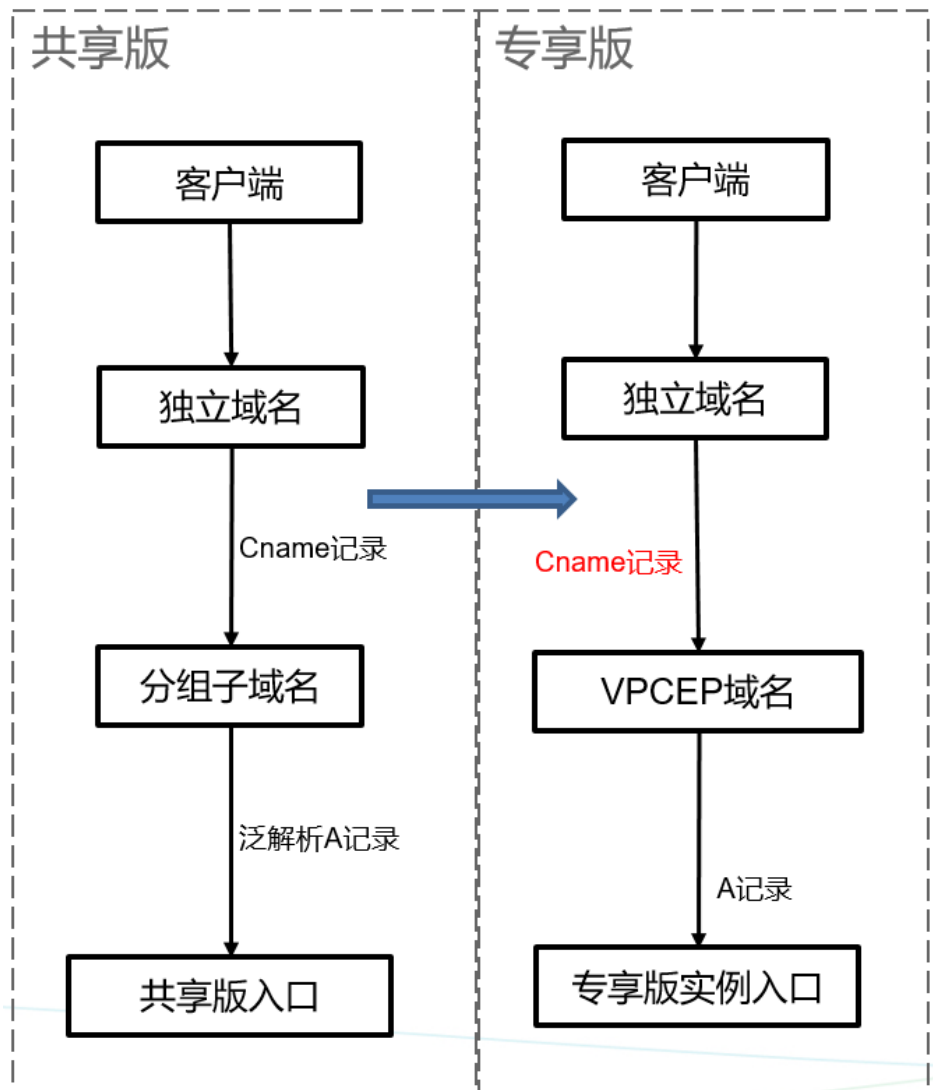 共享版
客户端
独立域名
Cname记录
分组子域名
泛解析A记录
共享版入口
专享版
客户端
独立域名
Cname记录
VPCEP域名
A记录
专享版实例入口